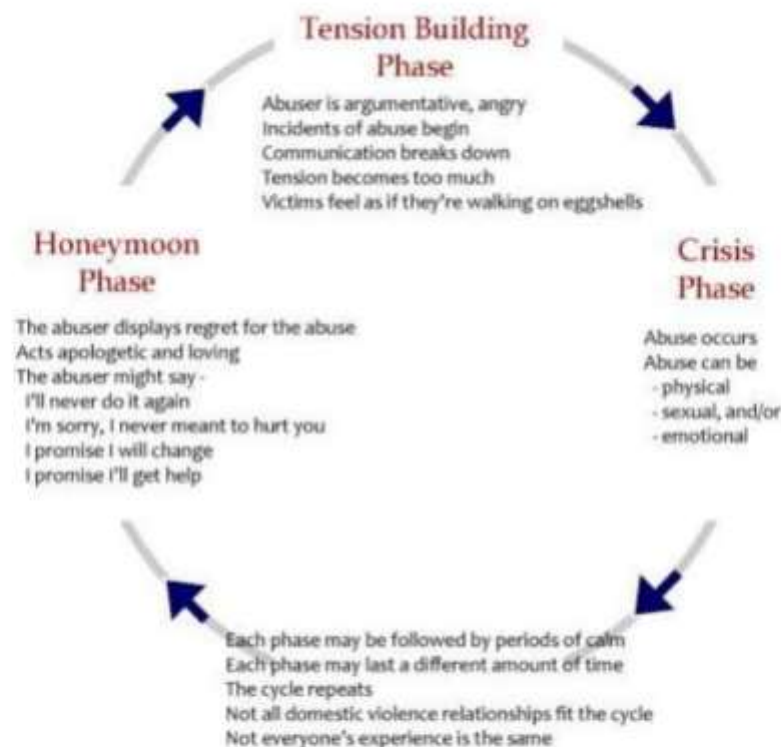 Tension Building
Phase
Abuser is argumentative, angry
Incidents of abuse begin
Communication breaks down
Tension becomes too much
Victims feel as if they're walking on eggshells
Crisis
Phase
Abuse occurs
Abuse can be
- physical
- sexual, and/or
- emotional
Each phase may be followed by periods of calm
Each phase may last a different amount of time
The cycle repeats
Not all domestic violence relationships fit the cycle
Not everyone's experience is the same
Honeymoon
Phase
The abuser displays regret for the abuse
Acts apologetic and loving
The abuser might say -
I'll never do it again
I'm sorry, I never meant to hurt you
I promise I will change
I promise I'll get help